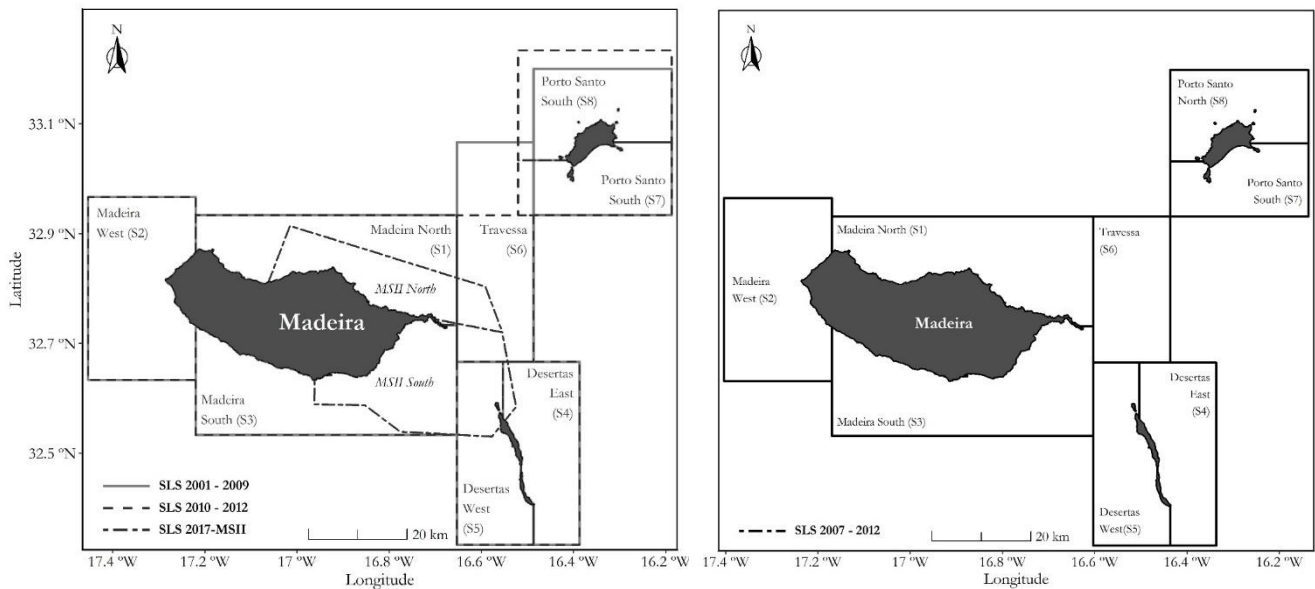 N
Porto Santo
South (S8)
33.1 ºN
Porto Santo
South (S7)
Madeira
West (S2)
Madeira North
(S1)
Travessa
(S6)
32.9 ºN
MSII North
Latitude
Madeira
32.7 ºN
MSII South
Desertas
East
(S4)
Madeira
South (S3)
32.5 ºN
Desertas
West
(S5)
SLS 2001 - 2009
SLS 2010 - 2012
SLS 2017-MSII
20 km
17.4 ºW
17.2 ºW
17 ºW
16.8 ºW
16.6 ºW
16.4 ºW
16.2 ºW
Longitude
N
Porto Santo
North (S8)
Porto Santo
South (S7)
Madeira North (S1)
Travessa
(S6)
Madeira
West (S2)
Madeira
Desertas
East
(S4)
Madeira South (S3)
Desertas
West(S5)
SLS 2007 - 2012
20 km
17.4 ºW
17.2 ºW
17 ºW
16.8 ºW
16.6 ºW
16.4 ºW
16.2 ºW
Longitude